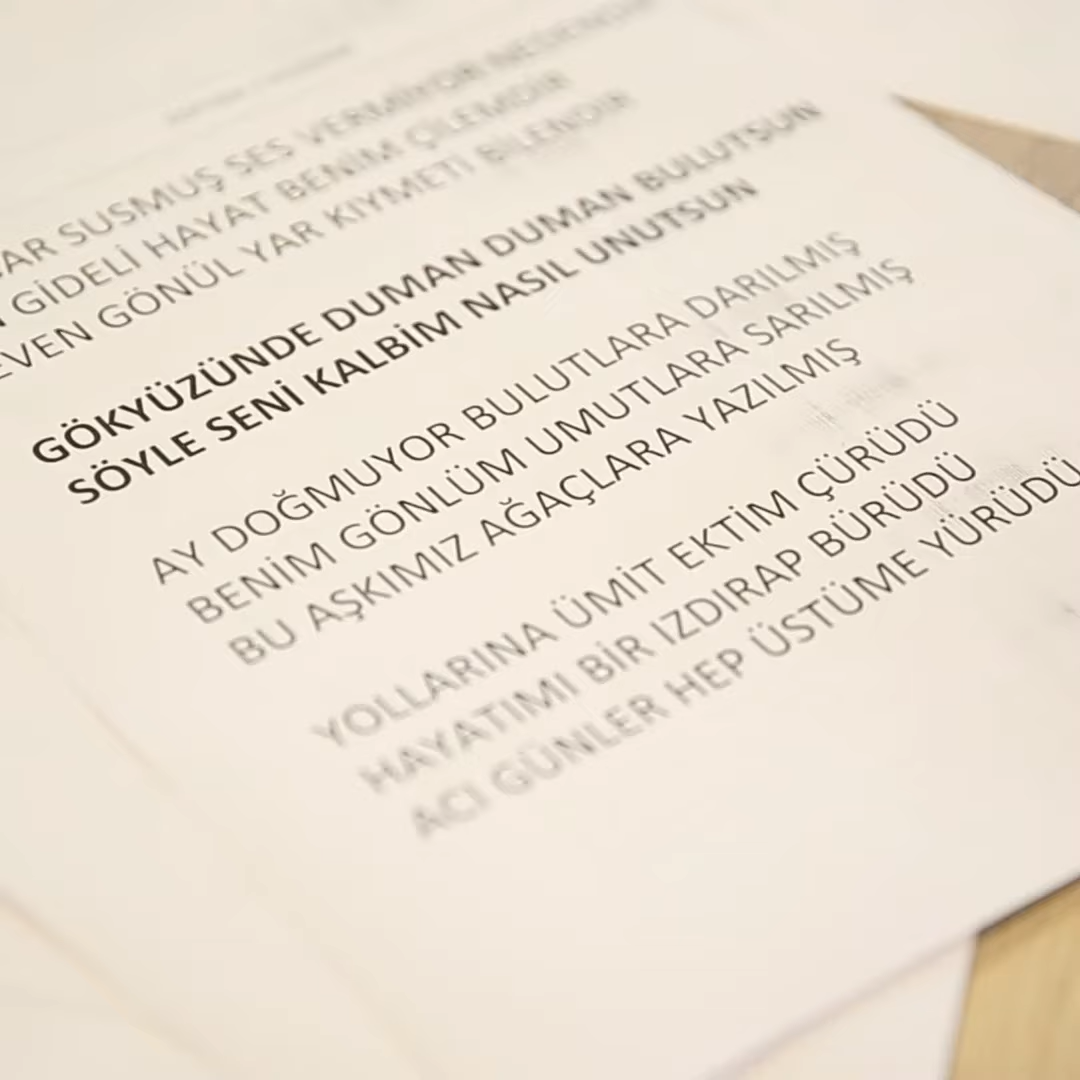 SUSMUŞ SES VERMİYOR NEDENDİR
GİDELİ HAYAT BENİM ÇİLEMDİR
GÖNÜL YAR KIYMETİ BİLENDİR
GÖKYÜZÜNDE DUMAN DUMAN BULUTSUN
SÖYLE SENİ KALBİM NASIL UNUTSUN
AY DOĞMUYOR BULUTLARA DARILMIŞ
BENİM GÖNLÜM UMUTLARA SARILMIŞ
BU AŞKIMIZ AĞAÇLARA YAZILMIŞ
YOLLARINA ÜMİT EKTİM ÇÜRÜDÜ
HAYATIMI BİR IZDIRAP BÜRÜDÜ
ACI GÜNLER HEP ÜSTÜME YÜRÜDÜ